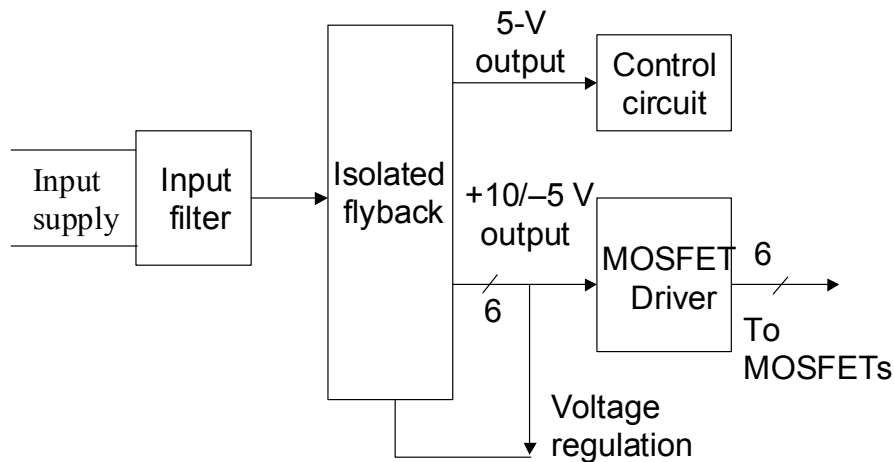 5-V
output
Control
circuit
Input
supply
Input
filter
Isolated
flyback
+10/–5 V
output
6
MOSFET
Driver
6
To
MOSFETs
Voltage
regulation